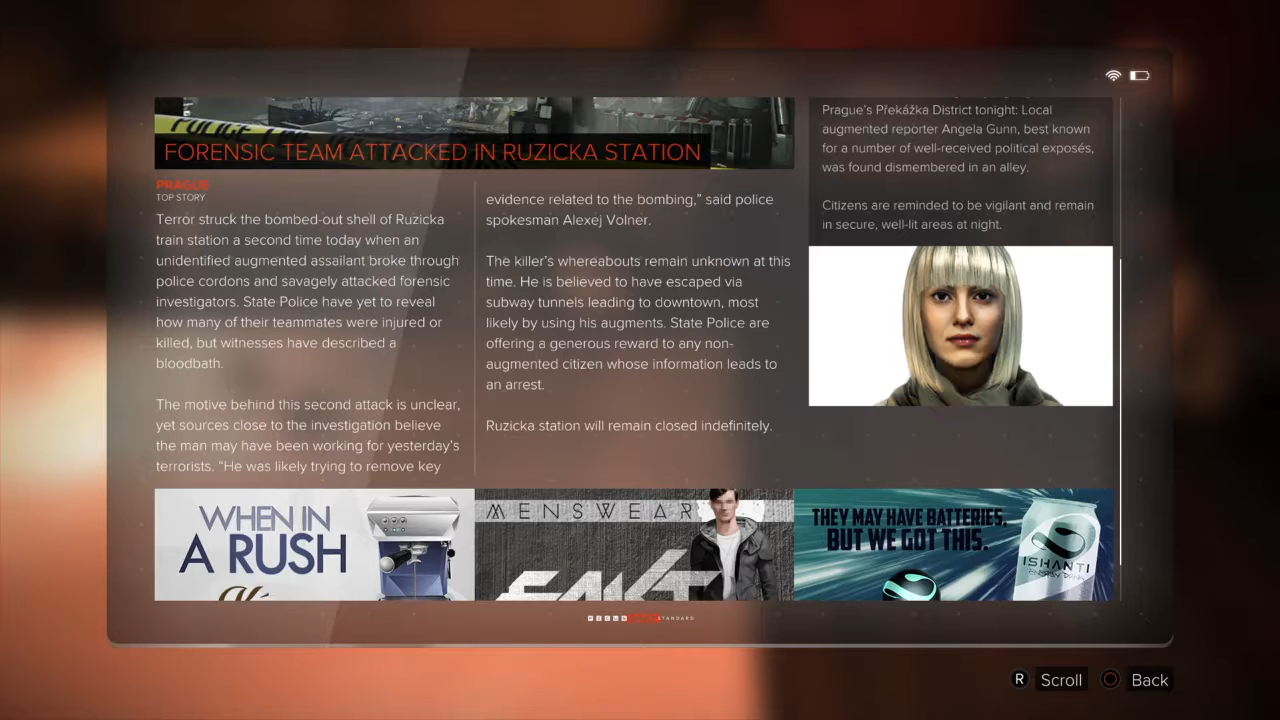 POLICE LINE
FORENSIC TEAM ATTACKED IN RUZICKA STATION
PRAGUE
TOP STORY
Terror struck the bombed-out shell of Ruzicka
train station a second time today when an
unidentified augmented assailant broke through
police cordons and savagely attacked forensic
investigators. State Police have yet to reveal
how many of their teammates were injured or
killed, but witnesses have described a
bloodbath.
The motive behind this second attack is unclear,
yet sources close to the investigation believe
the man may have been working for yesterday's
terrorists. “He was likely trying to remove key
evidence related to the bombing,” said police
spokesman Alexej Volner.
The killer's whereabouts remain unknown at this
time. He is believed to have escaped via
subway tunnels leading to downtown, most
likely by using his augments. State Police are
offering a generous reward to any non-
augmented citizen whose information leads to
an arrest.
Ruzicka station will remain closed indefinitely.
Prague's Překážka District tonight: Local
augmented reporter Angela Gunn, best known
for a number of well-received political exposés,
was found dismembered in an alley.
Citizens are reminded to be vigilant and remain
in secure, well-lit areas at night.
WHEN IN
A RUSH
MENSWEAR
THEY MAY HAVE BATTERIES,
BUT WE GOT THIS.
ISHANTI
ENERGY DRINK
PICUS
STANDARD
R Scroll
Back